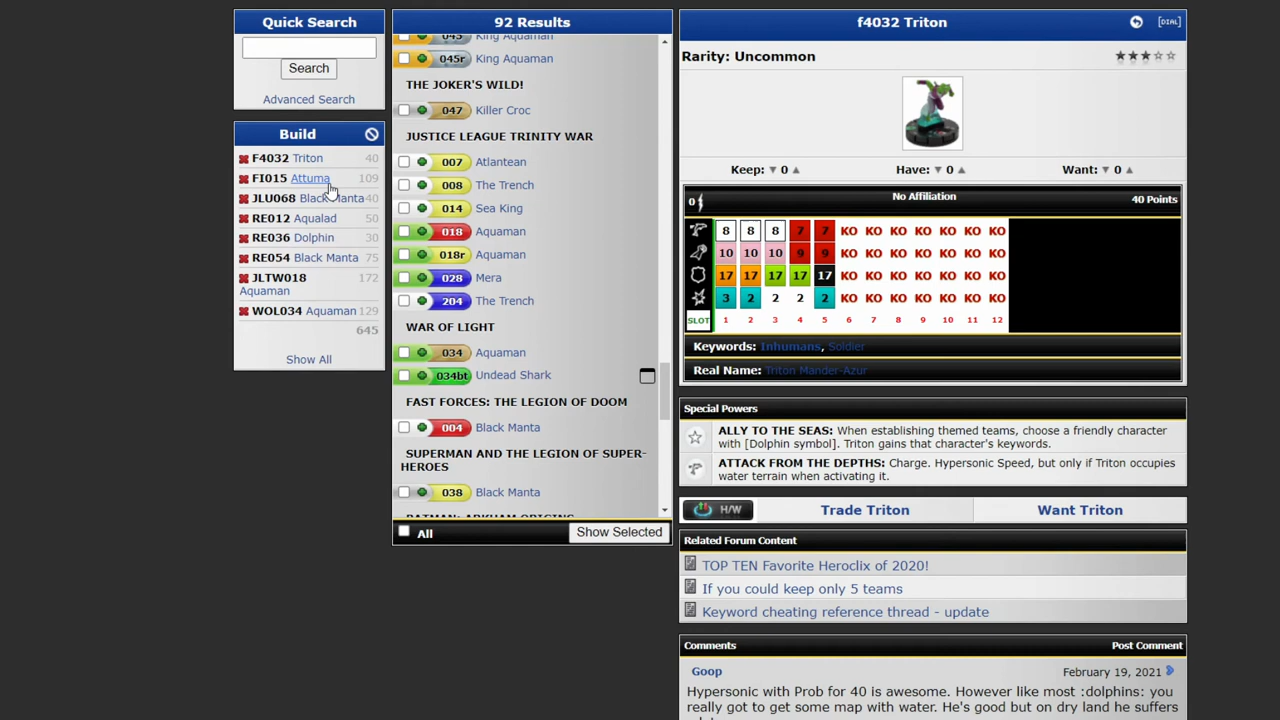 Quick Search
Search
Advanced Search
Build
F4032 Triton 40
FI015 Attuma 109
JLU068 Black Manta 40
RE012 Aqualad 50
RE036 Dolphin 30
RE054 Black Manta 75
JLTW018 172
Aquaman
WOL034 Aquaman 129
645
Show All
92 Results
045 King Aquaman
045r King Aquaman
THE JOKER'S WILD!
047 Killer Croc
JUSTICE LEAGUE TRINITY WAR
007 Atlantean
008 The Trench
014 Sea King
018 Aquaman
018r Aquaman
028 Mera
204 The Trench
WAR OF LIGHT
034 Aquaman
034bt Undead Shark
FAST FORCES: THE LEGION OF DOOM
004 Black Manta
SUPERMAN AND THE LEGION OF SUPER-
HEROES
038 Black Manta
BATMAN: ARKHAM ORIGINS
All Show Selected
f4032 Triton [DIAL]
Rarity: Uncommon
Keep: 0 Have: 0 Want: 0
0 No Affiliation 40 Points
8 8 8 7 7 KO KO KO KO KO KO KO
10 10 10 9 9 KO KO KO KO KO KO KO
17 17 17 17 17 KO KO KO KO KO KO KO
3 2 2 2 2 KO KO KO KO KO KO KO
SLOT 1 2 3 4 5 6 7 8 9 10 11 12
Keywords: Inhumans, Soldier
Real Name: Triton Mander-Azur
Special Powers
ALLY TO THE SEAS: When establishing themed teams, choose a friendly character
with [Dolphin symbol]. Triton gains that character's keywords.
ATTACK FROM THE DEPTHS: Charge. Hypersonic Speed, but only if Triton occupies
water terrain when activating it.
H/W Trade Triton Want Triton
Related Forum Content
TOP TEN Favorite Heroclix of 2020!
If you could keep only 5 teams
Keyword cheating reference thread - update
Comments Post Comment
Goop February 19, 2021
Hypersonic with Prob for 40 is awesome. However like most :dolphins: you
really got to get some map with water. He's good but on dry land he suffers